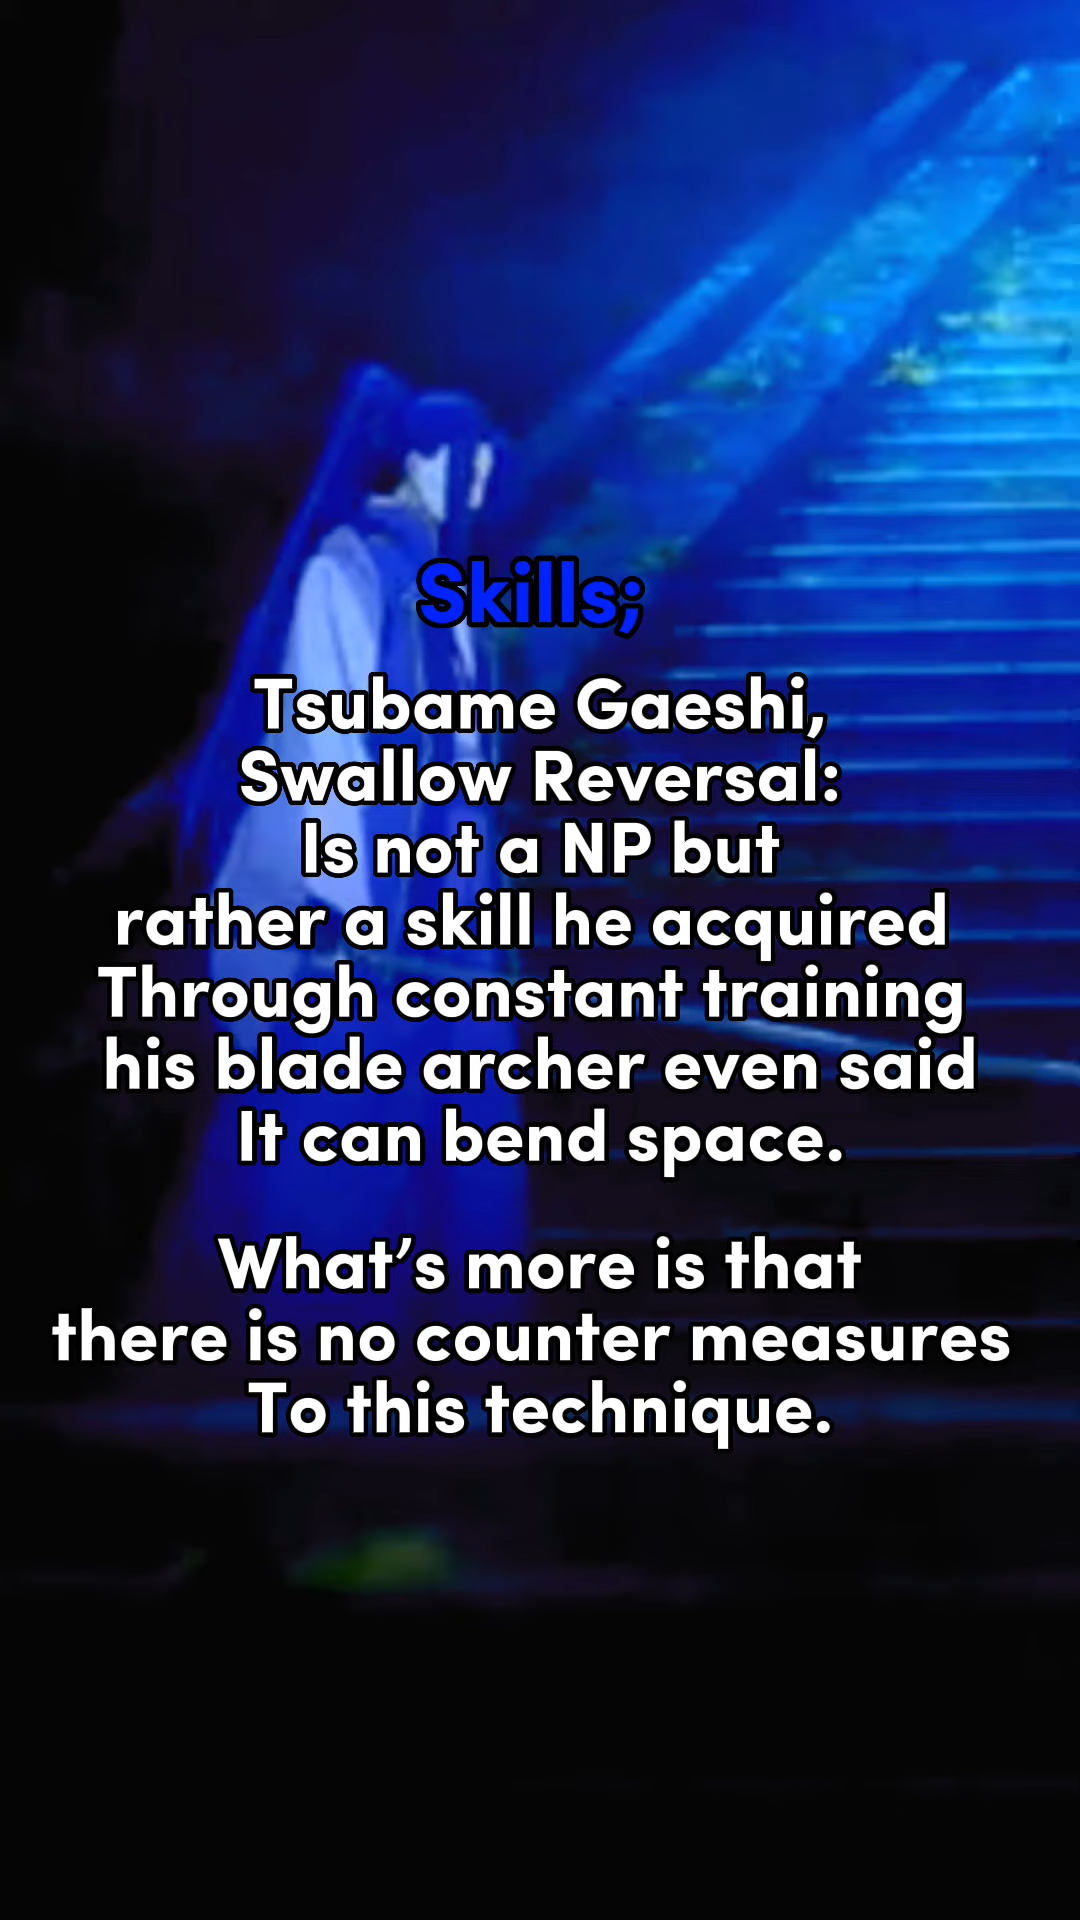 Skills;
Tsubame Gaeshi,
Swallow Reversal:
Is not a NP but
rather a skill he acquired
Through constant training
his blade archer even said
It can bend space.
What’s more is that
there is no counter measures
To this technique.